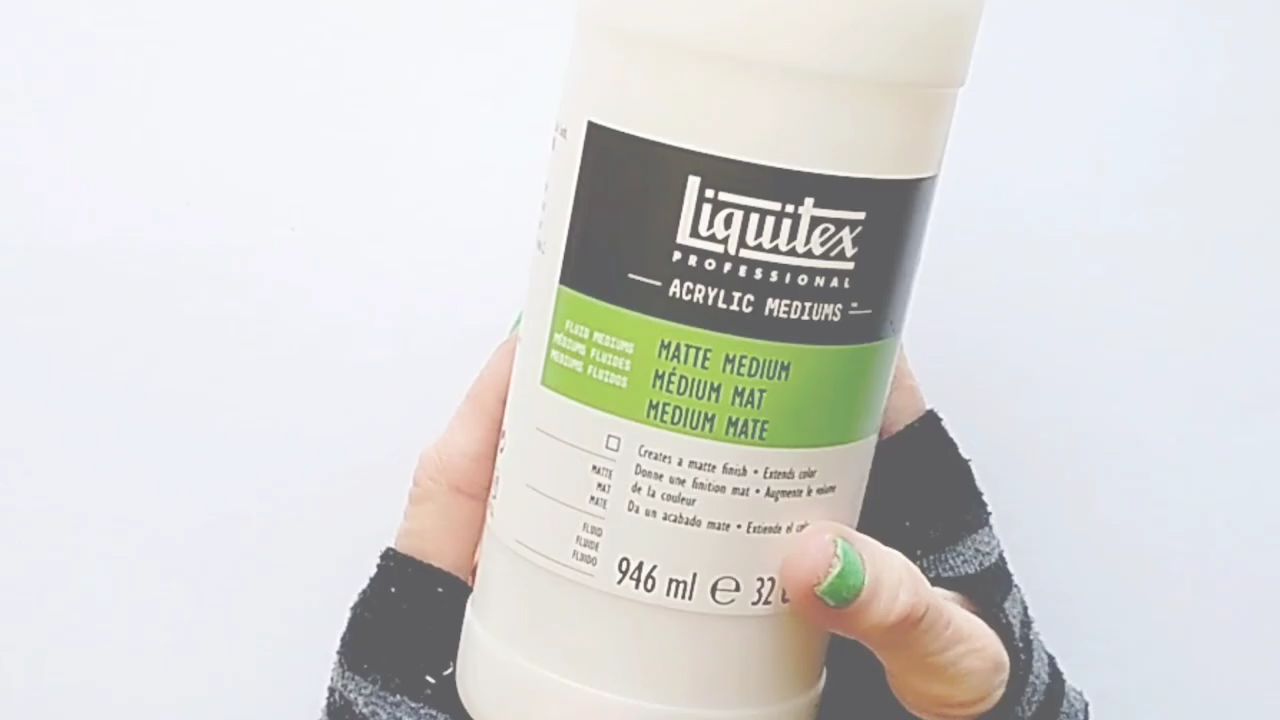 Liquitex
PROFESSIONAL
ACRYLIC MEDIUMS
FLUID MEDIUMS
MÉDIUMS FLUIDES
MEDIUMS FLUIDOS
MATTE MEDIUM
MÉDIUM MAT
MEDIUM MATE
MATTE
MAT
MATE
FLUID
FLUIDE
FLUIDO
Creates a matte finish • Extends color
Donne une finition mat • Augmente le volume
de la couleur
Da un acabado mate • Extiende el
946 ml e 32